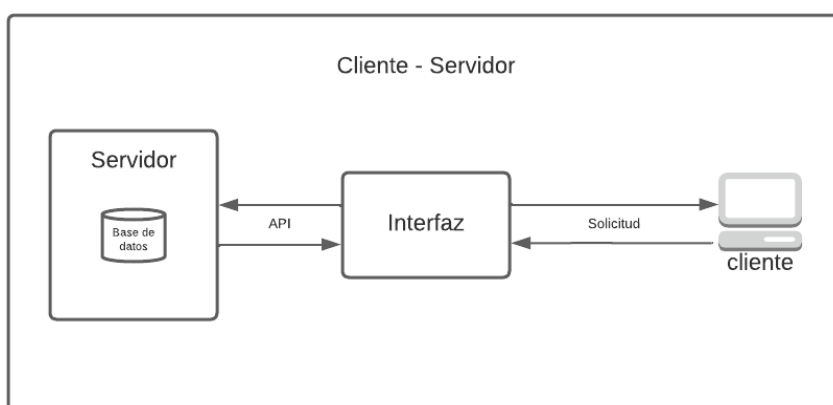 Cliente - Servidor
Servidor
Base de
datos
API
Interfaz
Solicitud
cliente